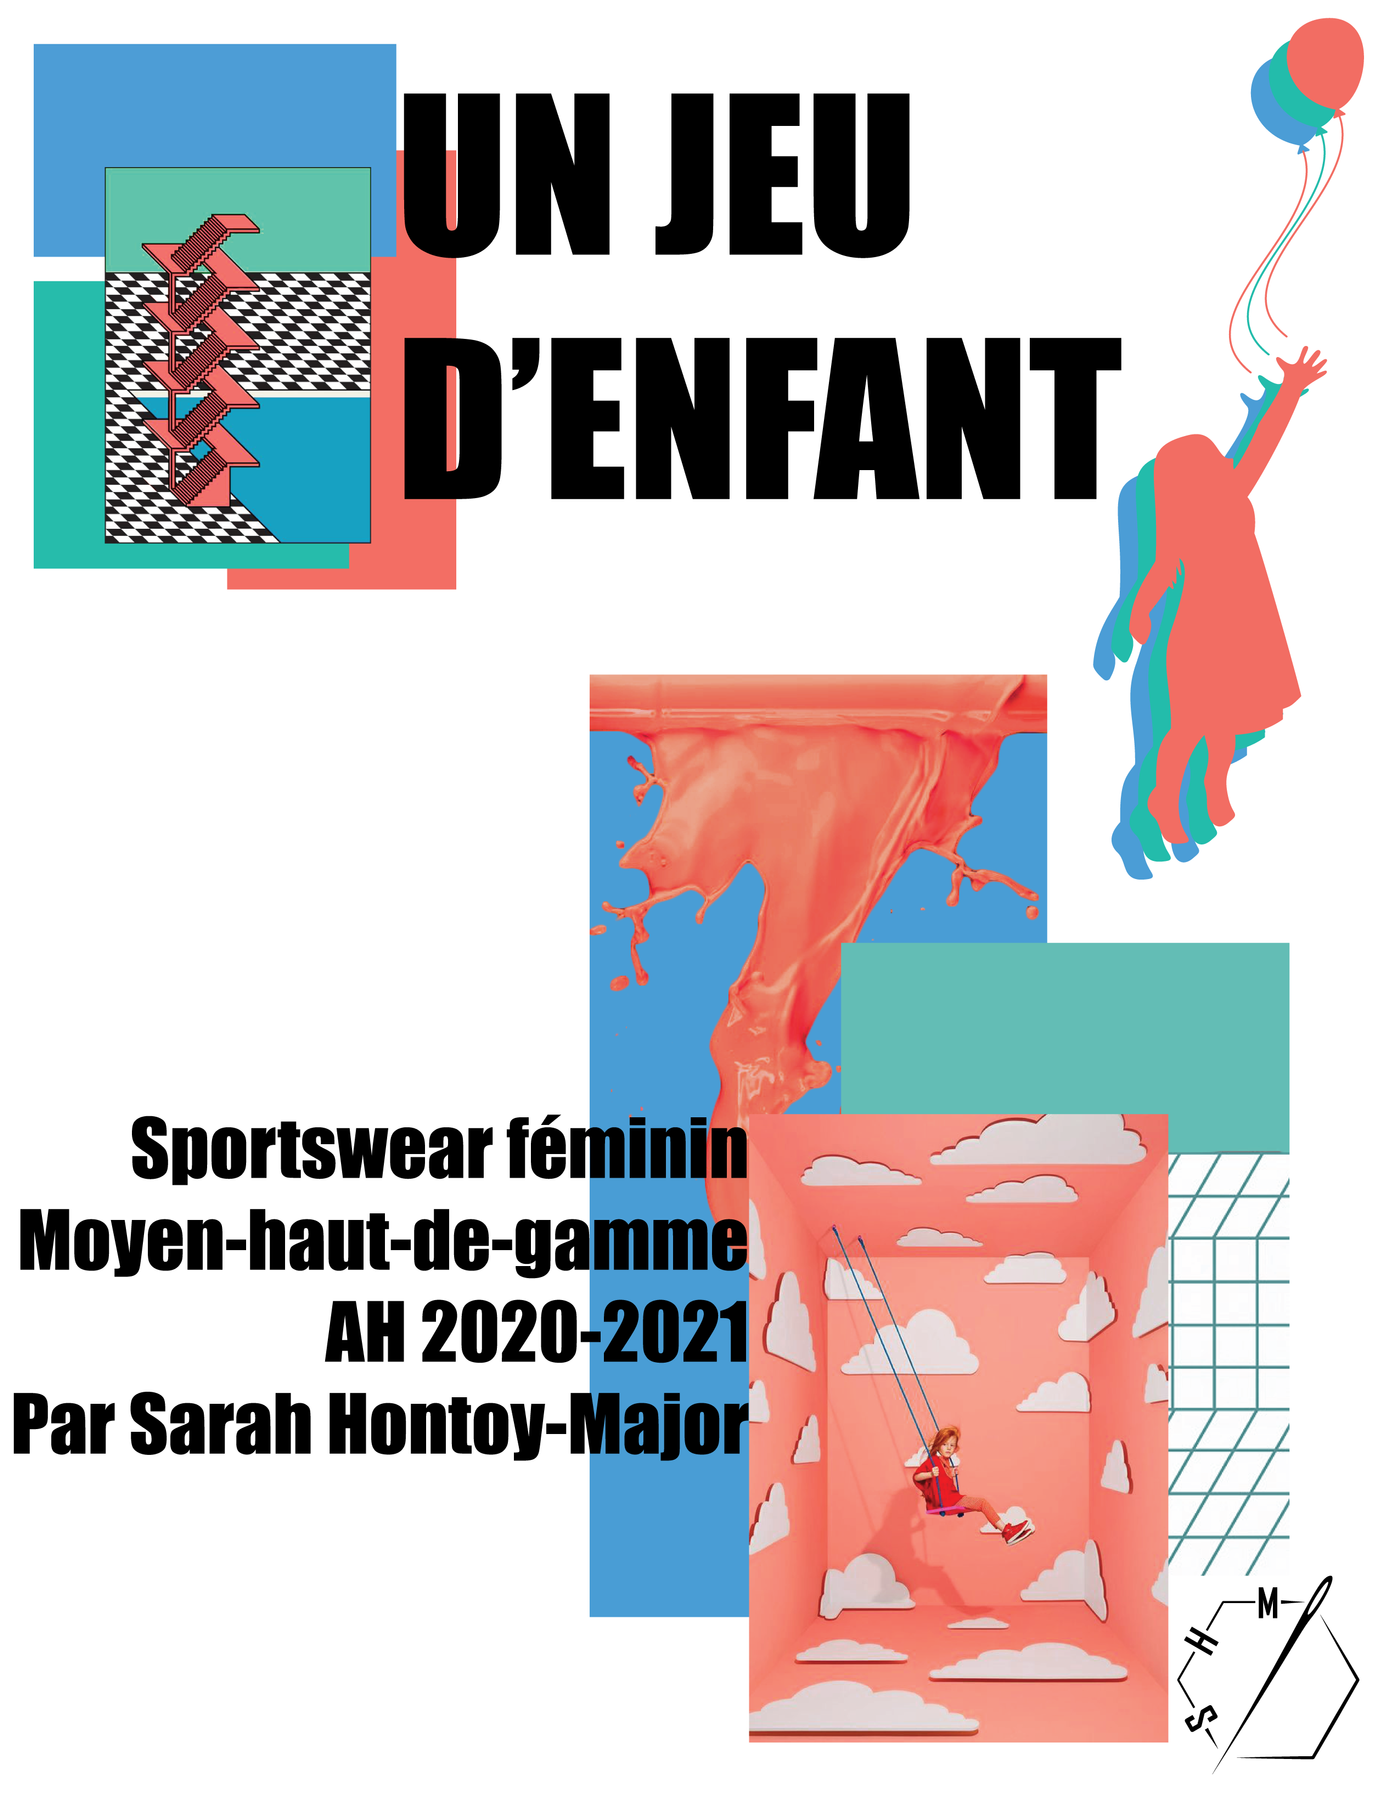 UN JEU
D’ENFANT
Sportswear féminin
Moyen-haut-de-gamme
AH 2020-2021
Par Sarah Hontoy-Major
S H M